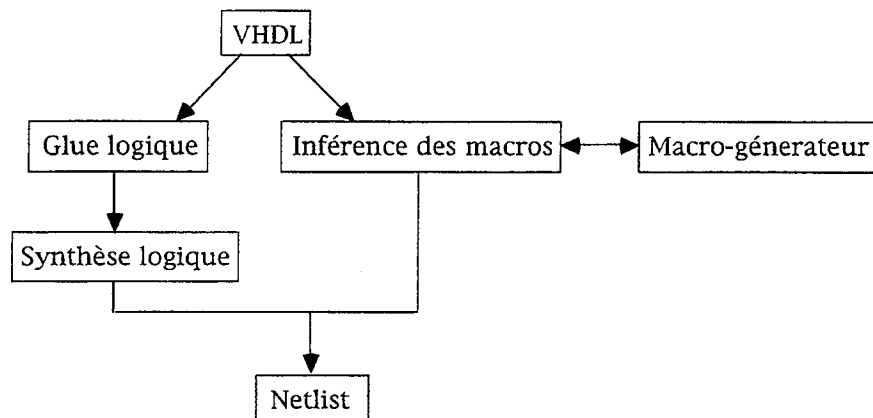 VHDL
Glue logique
Inférence des macros
Macro-génerateur
Synthèse logique
Netlist